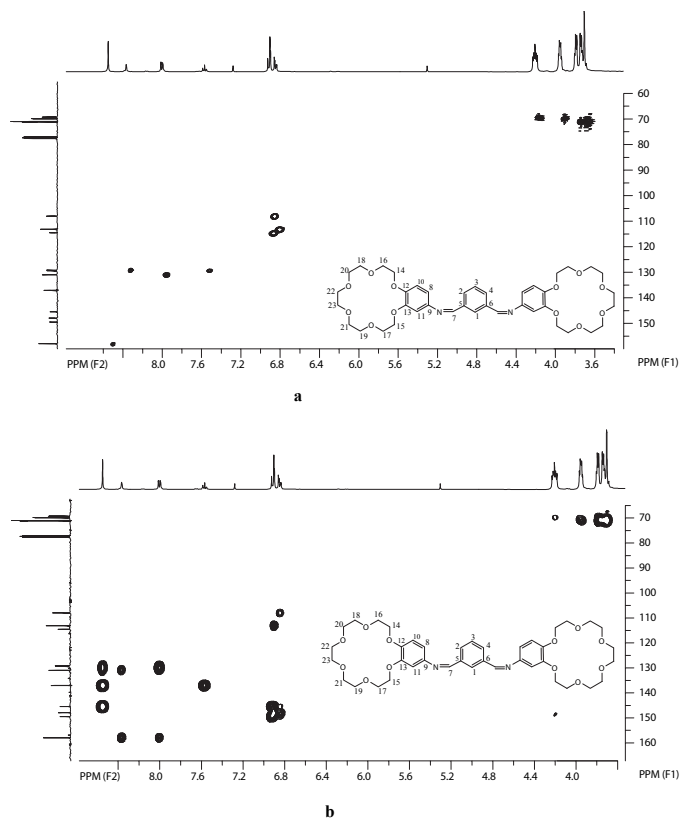 60
70
80
90
100
110
120
130
140
150
18
16
20
O
O
14
22
O
O
12
10
8
3
2
4
23
O
O
13
11
9
N
7
5
1
6
N
21
19
17
15
O
O
O
O
O
O
PPM (F2)
8.0
7.6
7.2
6.8
6.4
6.0
5.6
5.2
4.8
4.4
4.0
3.6
PPM (F1)
a
70
80
90
100
110
120
130
140
150
160
18
16
20
O
O
14
22
O
O
12
10
8
3
2
4
23
O
O
13
11
9
N
7
5
1
6
N
21
19
17
15
O
O
O
O
O
O
PPM (F2)
8.0
7.6
7.2
6.8
6.4
6.0
5.6
5.2
4.8
4.4
4.0
PPM (F1)
b